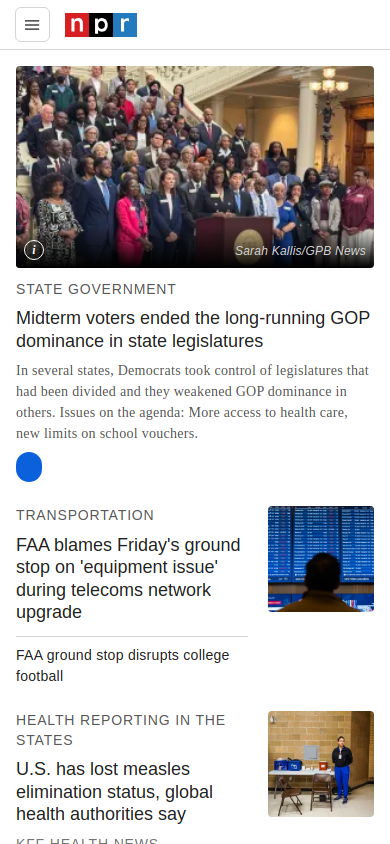 npr
Sarah Kallis/GPB News
STATE GOVERNMENT
Midterm voters ended the long-running GOP
dominance in state legislatures
In several states, Democrats took control of legislatures that
had been divided and they weakened GOP dominance in
others. Issues on the agenda: More access to health care,
new limits on school vouchers.
TRANSPORTATION
FAA blames Friday's ground
stop on 'equipment issue'
during telecoms network
upgrade
FAA ground stop disrupts college
football
HEALTH REPORTING IN THE
STATES
U.S. has lost measles
elimination status, global
health authorities say
KFF HEALTH NEWS